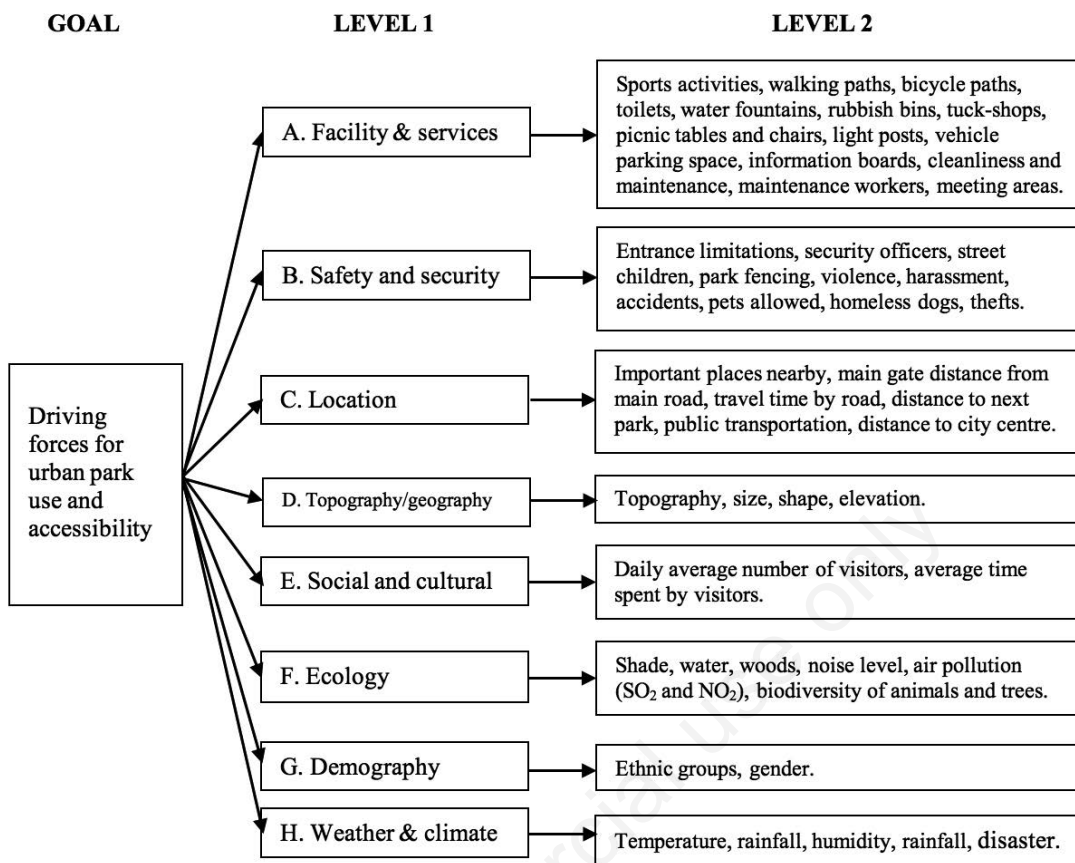 GOAL
LEVEL 1
LEVEL 2
Driving
forces for
urban park
use and
accessibility
A. Facility & services
Sports activities, walking paths, bicycle paths,
toilets, water fountains, rubbish bins, tuck-shops,
picnic tables and chairs, light posts, vehicle
parking space, information boards, cleanliness and
maintenance, maintenance workers, meeting areas.
B. Safety and security
Entrance limitations, security officers, street
children, park fencing, violence, harassment,
accidents, pets allowed, homeless dogs, thefts.
C. Location
Important places nearby, main gate distance from
main road, travel time by road, distance to next
park, public transportation, distance to city centre.
D. Topography/geography
Topography, size, shape, elevation.
E. Social and cultural
Daily average number of visitors, average time
spent by visitors.
F. Ecology
Shade, water, woods, noise level, air pollution
(SO₂ and NO₂), biodiversity of animals and trees.
G. Demography
Ethnic groups, gender.
H. Weather & climate
Temperature, rainfall, humidity, rainfall, disaster.
use only